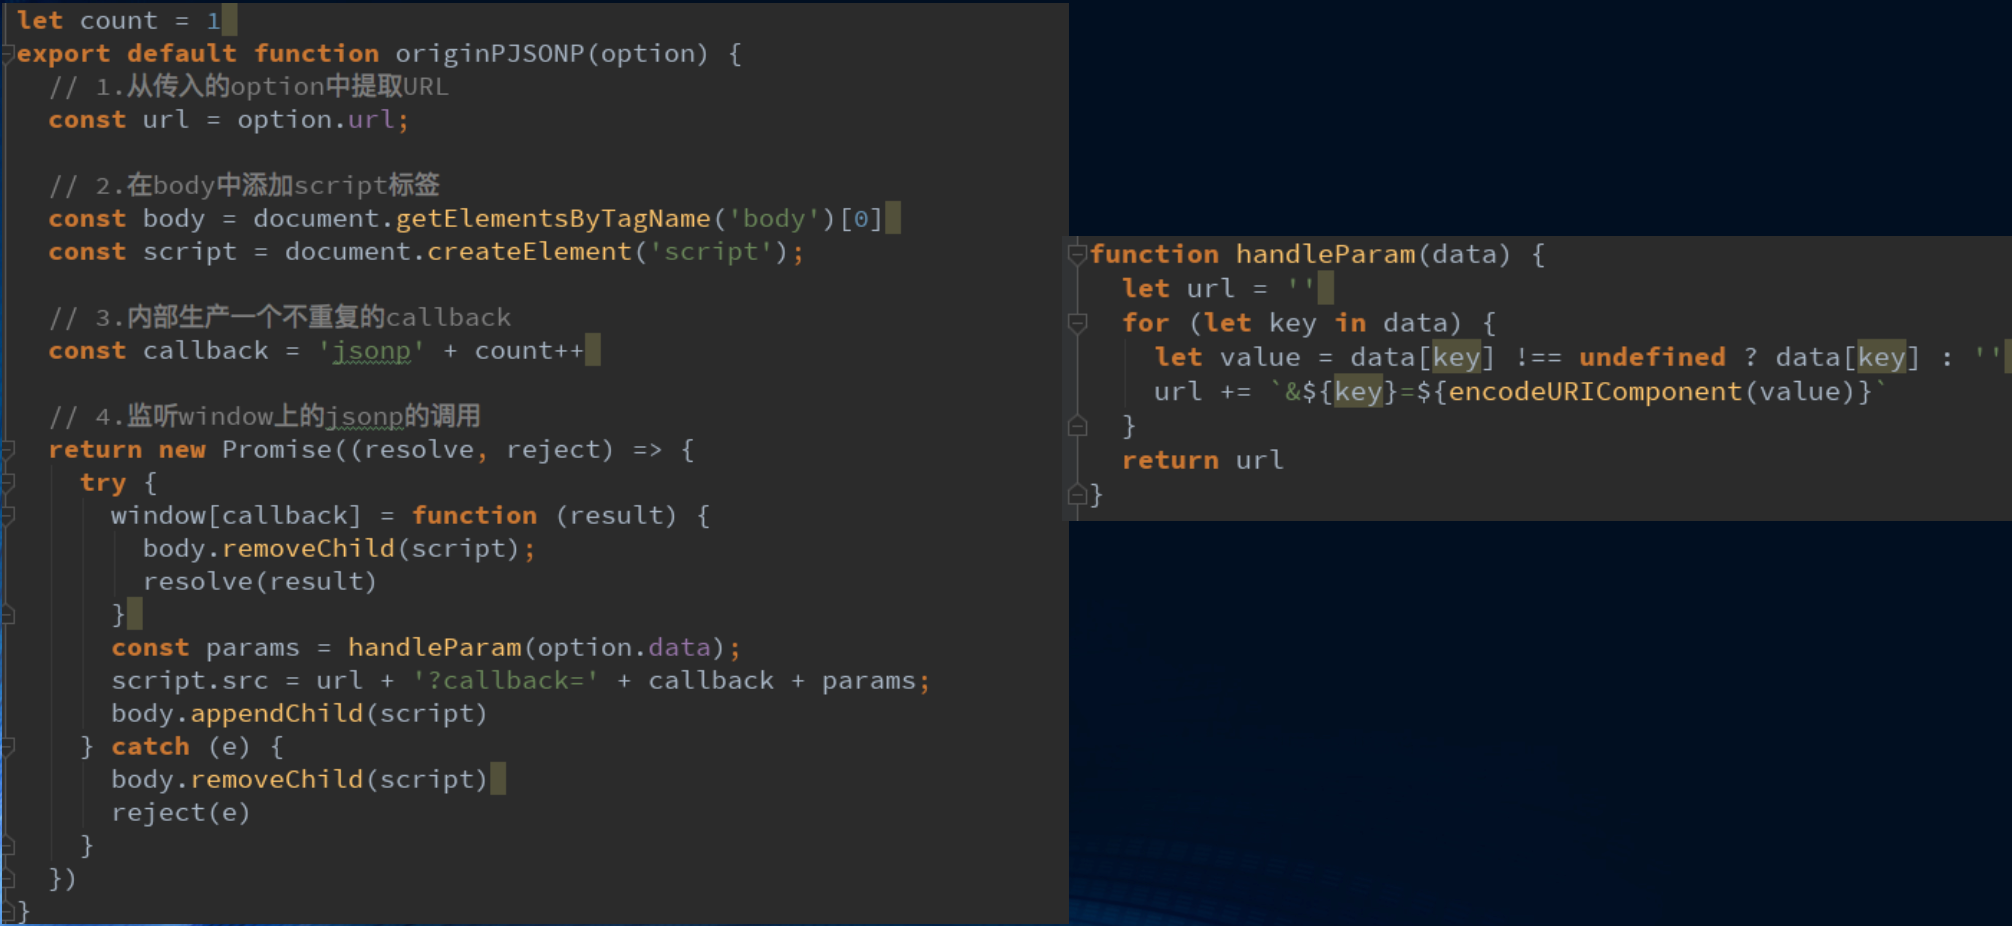 let count = 1
export default function originPJSONP(option) {
  // 1.从传入的option中提取URL
  const url = option.url;
  // 2.在body中添加script标签
  const body = document.getElementsByTagName('body')[0]
  const script = document.createElement('script');
  // 3.内部生产一个不重复的callback
  const callback = 'jsonp' + count++
  // 4.监听window上的jsonp的调用
  return new Promise((resolve, reject) => {
    try {
      window[callback] = function (result) {
        body.removeChild(script);
        resolve(result)
      }
      const params = handleParam(option.data);
      script.src = url + '?callback=' + callback + params;
      body.appendChild(script)
    } catch (e) {
      body.removeChild(script)
      reject(e)
    }
  })
}
function handleParam(data) {
  let url = ''
  for (let key in data) {
    let value = data[key] !== undefined ? data[key] : ''
    url += `&${key}=${encodeURIComponent(value)}`
  }
  return url
}